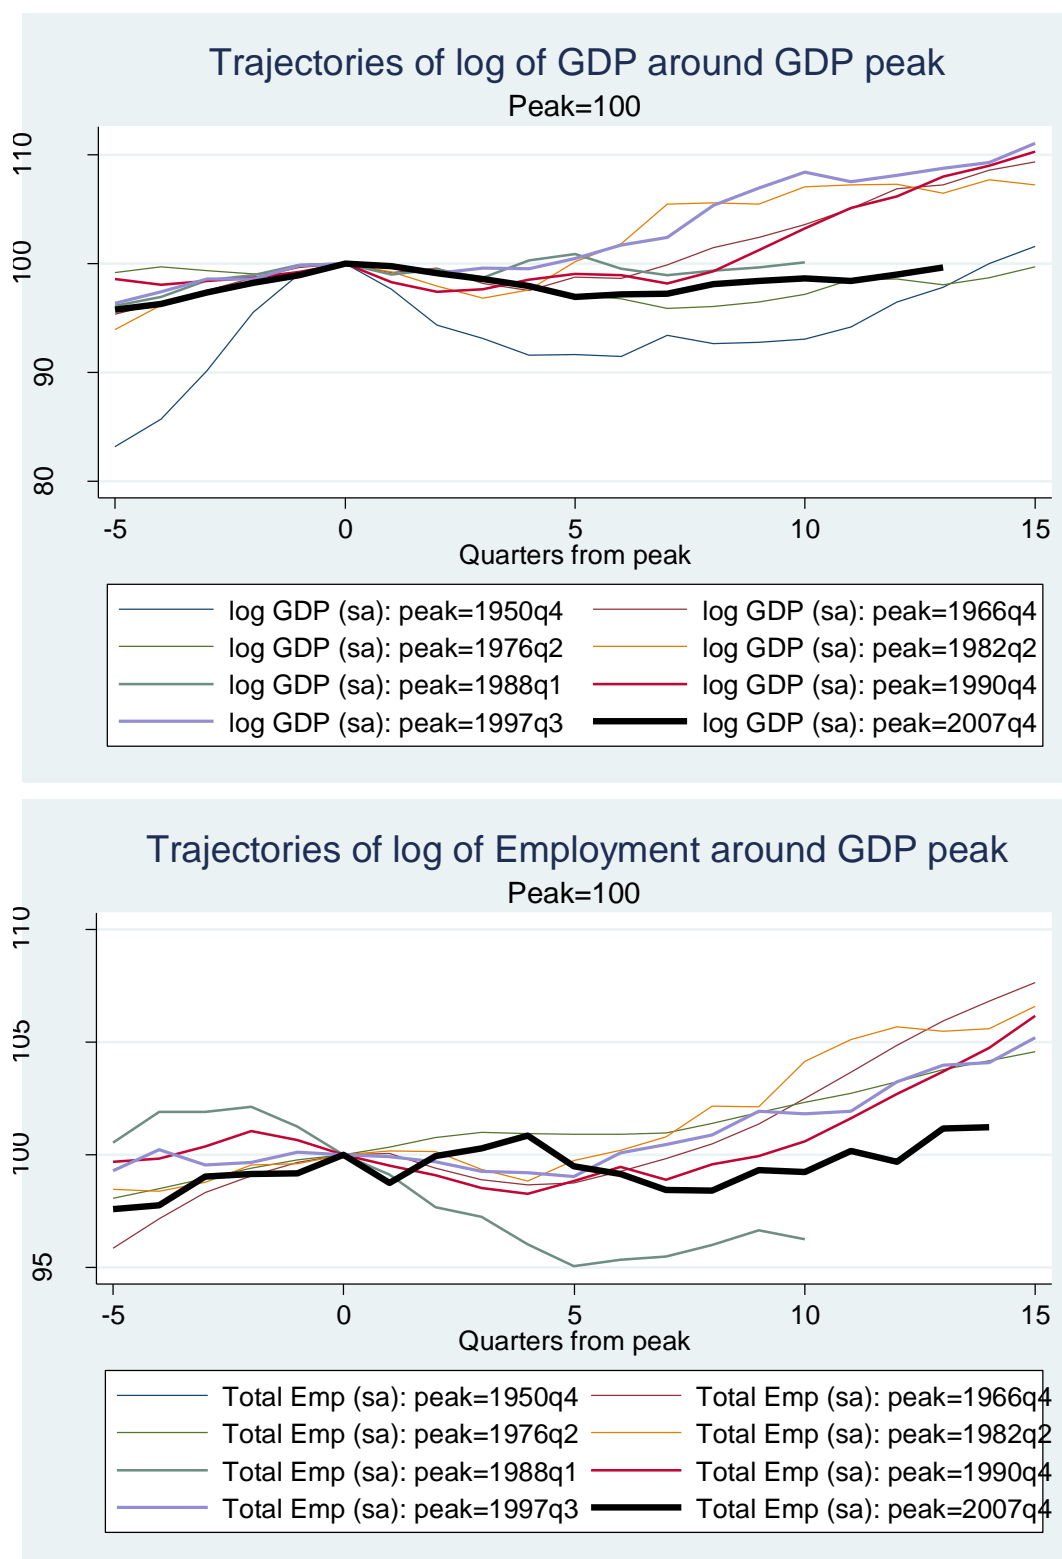 Trajectories of log of GDP around GDP peak
Peak=100
110
100
90
80
-5 0 5 10 15
Quarters from peak
log GDP (sa): peak=1950q4 log GDP (sa): peak=1966q4
log GDP (sa): peak=1976q2 log GDP (sa): peak=1982q2
log GDP (sa): peak=1988q1 log GDP (sa): peak=1990q4
log GDP (sa): peak=1997q3 log GDP (sa): peak=2007q4
Trajectories of log of Employment around GDP peak
Peak=100
110
105
100
95
-5 0 5 10 15
Quarters from peak
Total Emp (sa): peak=1950q4 Total Emp (sa): peak=1966q4
Total Emp (sa): peak=1976q2 Total Emp (sa): peak=1982q2
Total Emp (sa): peak=1988q1 Total Emp (sa): peak=1990q4
Total Emp (sa): peak=1997q3 Total Emp (sa): peak=2007q4